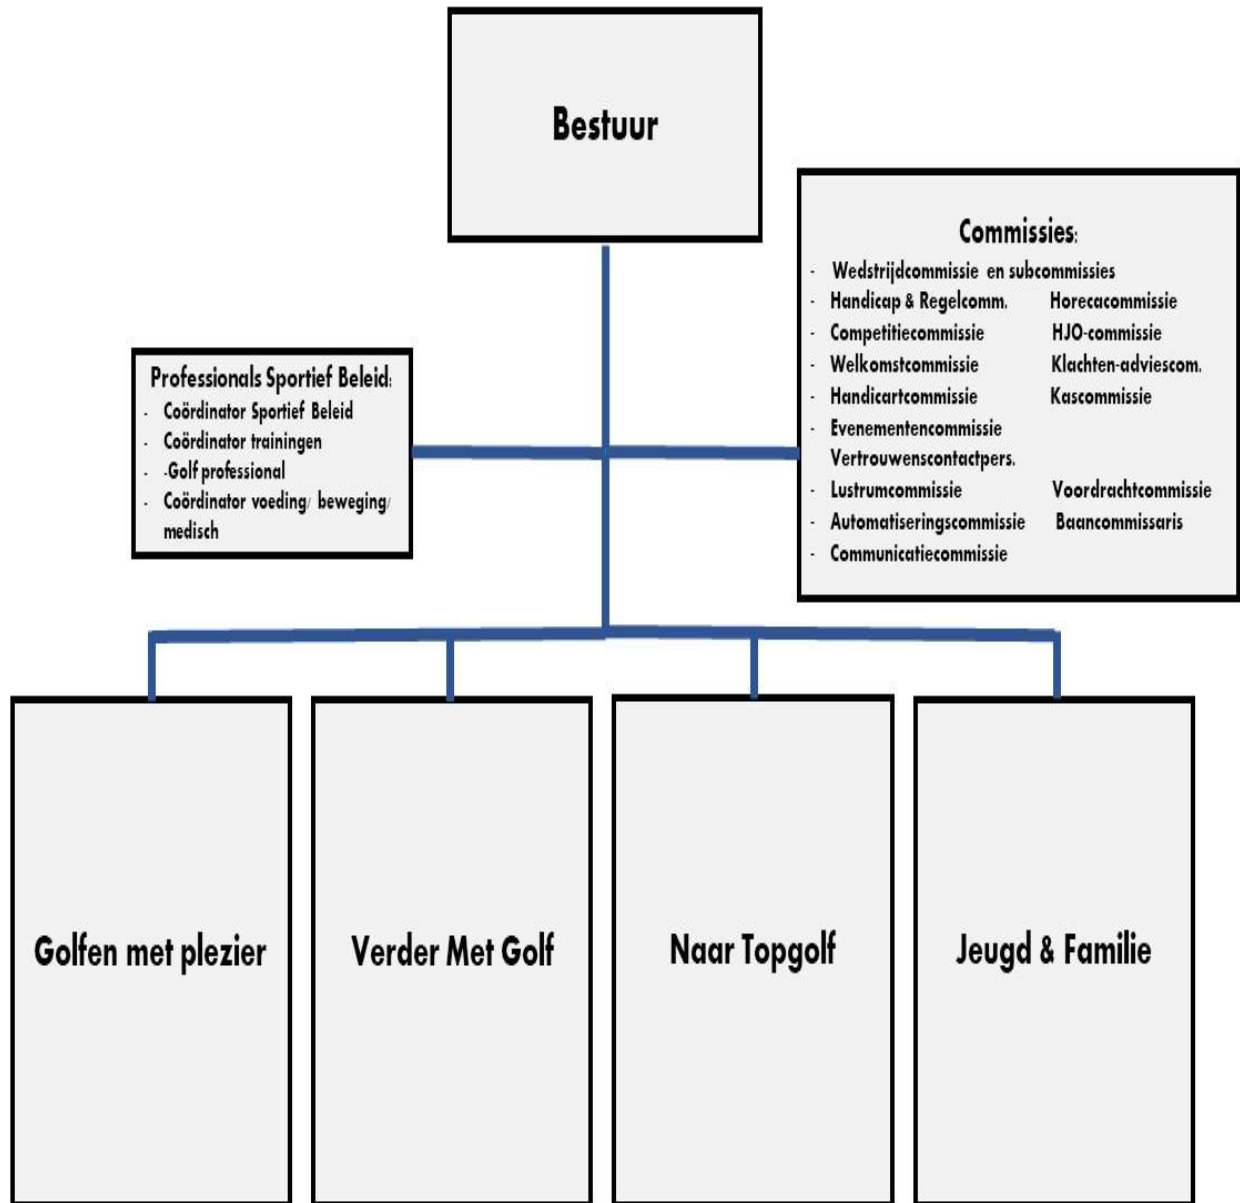 Bestuur
Professionals Sportief Beleid:
- Coördinator Sportief Beleid
- Coördinator trainingen
- -Golf professional
- Coördinator voeding/ beweging/
medisch
Commissies:
- Wedstrijdcommissie en subcommissies
- Handicap & Regelcomm. Horecacommissie
- Competitiecommissie HJO-commissie
- Welkomstcommissie Klachten-adviescom.
- Handicartcommissie Kascommissie
- Evenementencommissie
Vertrouwenscontactpers.
- Lustrumcommissie Voordrachtcommissie
- Automatiseringscommissie Baancommissaris
- Communicatiecommissie
Golfen met plezier
Verder Met Golf
Naar Topgolf
Jeugd & Familie